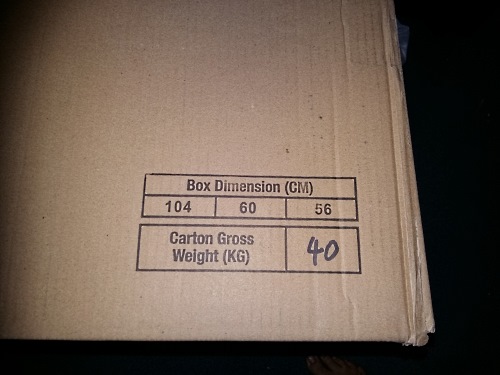 Box Dimension (CM)
104 60 56
Carton Gross
Weight (KG)
40